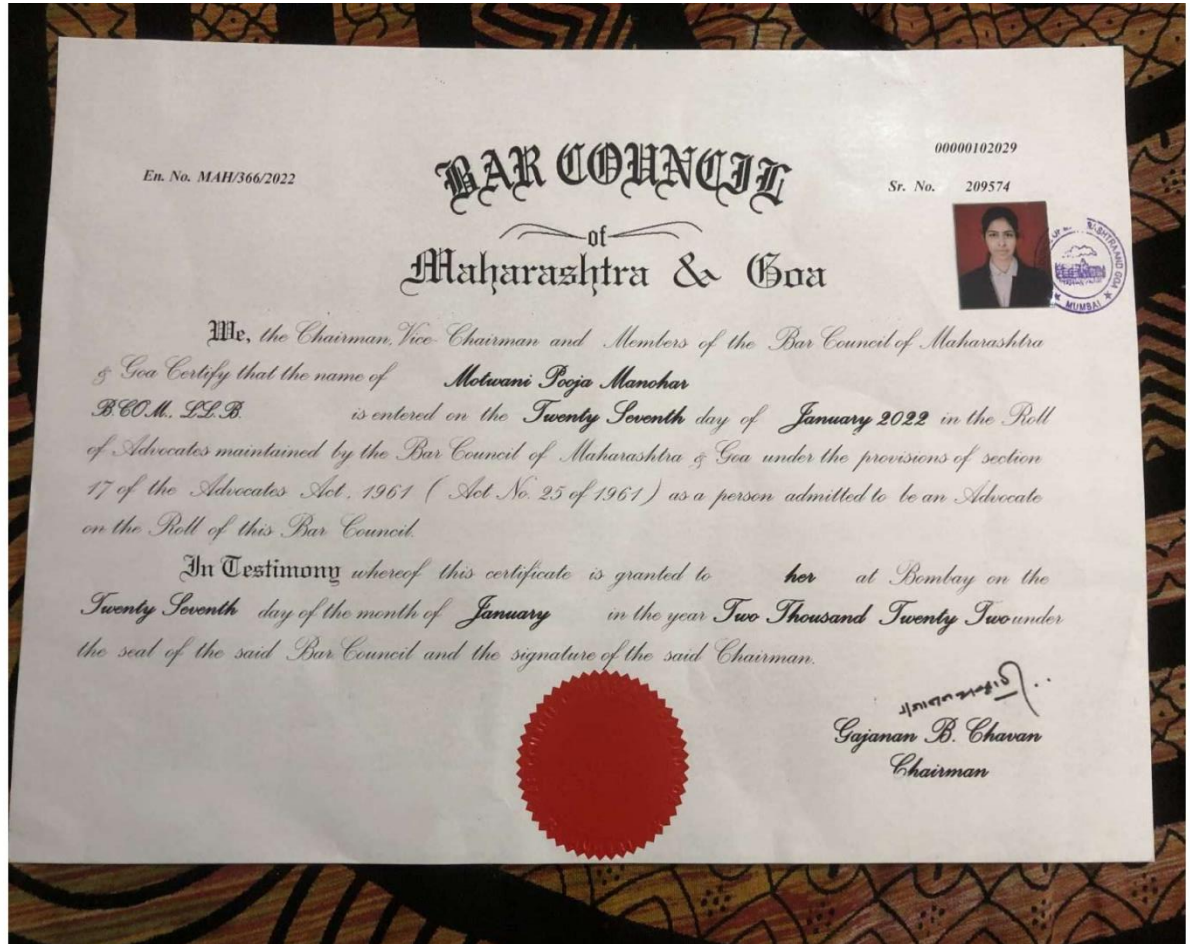 00000102029
En. No. MAH/366/2022
BAR COUNCIL
Sr. No. 209574
of
Maharashtra & Goa
MUMBAI
We, the Chairman, Vice Chairman and Members of the Bar Council of Maharashtra
& Goa Certify that the name of Motwani Pooja Manohar
B.COM., LL.B. is entered on the Twenty Seventh day of January 2022 in the Roll
of Advocates maintained by the Bar Council of Maharashtra & Goa under the provisions of section
17 of the Advocates Act, 1961 ( Act No. 25 of 1961 ) as a person admitted to be an Advocate
on the Roll of this Bar Council.
In Testimony whereof this certificate is granted to her at Bombay on the
Twenty Seventh day of the month of January in the year Two Thousand Twenty Two under
the seal of the said Bar Council and the signature of the said Chairman.
Gajanan B. Chavan
Chairman